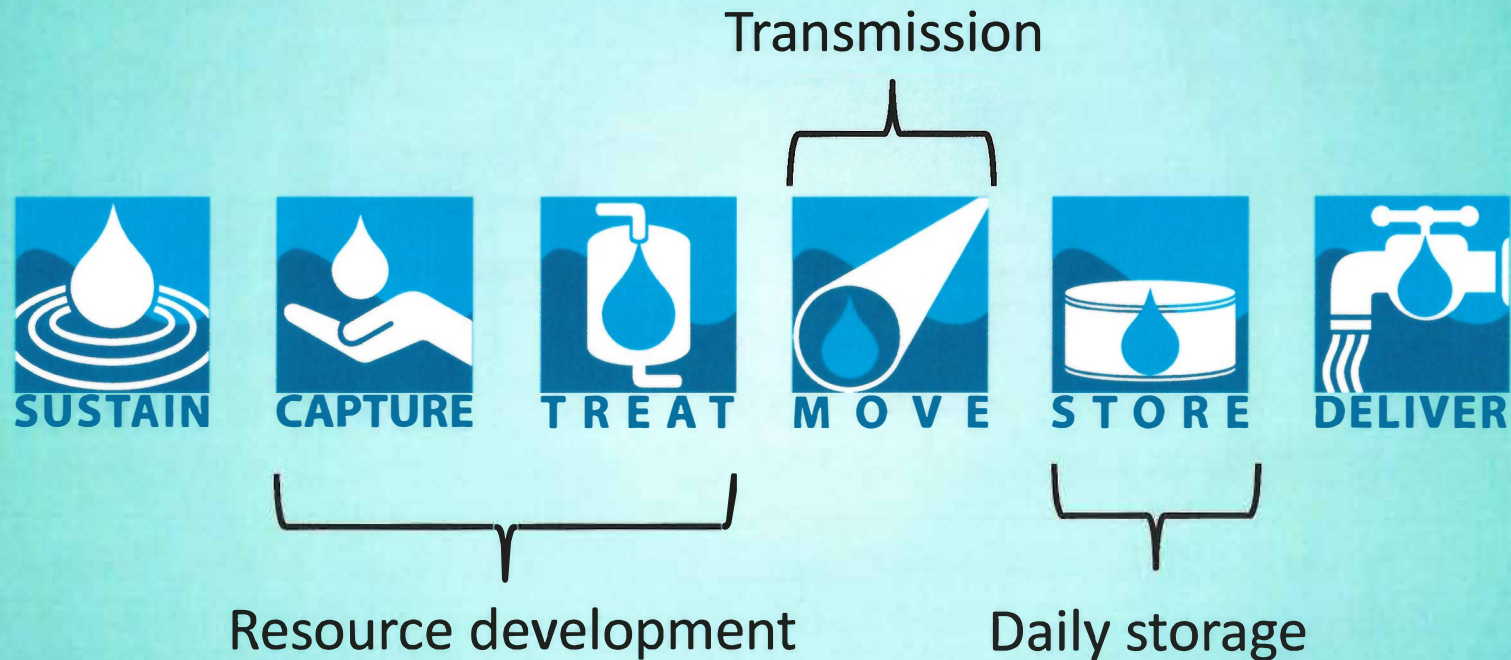 Transmission
SUSTAIN CAPTURE TREAT MOVE STORE DELIVER
Resource development Daily storage